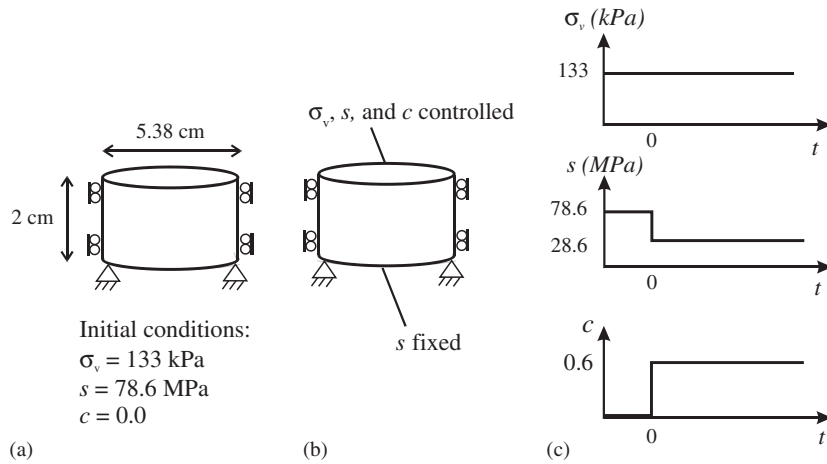 5.38 cm
2 cm
Initial conditions:
σᵥ = 133 kPa
s = 78.6 MPa
c = 0.0
(a)
σᵥ, s, and c controlled
s fixed
(b)
σᵥ (kPa)
133
0
t
s (MPa)
78.6
28.6
0
t
c
0.6
0
t
(c)